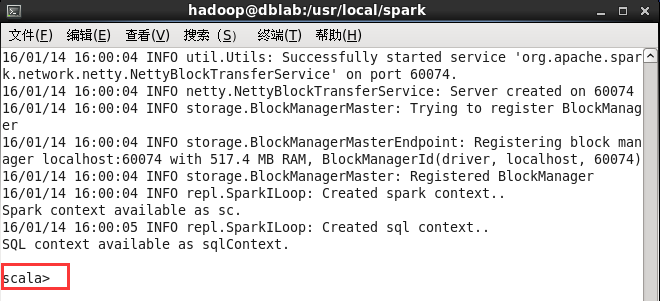 hadoop@dblab:/usr/local/spark
文件(F) 编辑(E) 查看(V) 搜索 (S) 终端(T) 帮助(H)
16/01/14 16:00:04 INFO util.Utils: Successfully started service 'org.apache.spar
k.network.netty.NettyBlockTransferService' on port 60074.
16/01/14 16:00:04 INFO netty.NettyBlockTransferService: Server created on 60074
16/01/14 16:00:04 INFO storage.BlockManagerMaster: Trying to register BlockManag
er
16/01/14 16:00:04 INFO storage.BlockManagerMasterEndpoint: Registering block man
ager localhost:60074 with 517.4 MB RAM, BlockManagerId(driver, localhost, 60074)
16/01/14 16:00:04 INFO storage.BlockManagerMaster: Registered BlockManager
16/01/14 16:00:04 INFO repl.SparkILoop: Created spark context..
Spark context available as sc.
16/01/14 16:00:05 INFO repl.SparkILoop: Created sql context..
SQL context available as sqlContext.
scala>